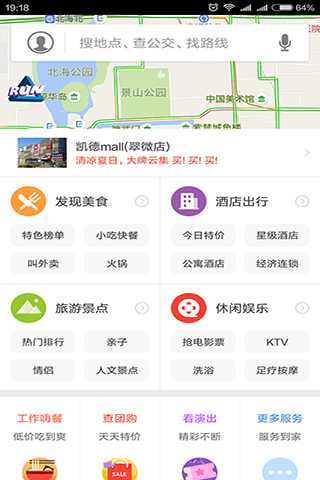 19:18
64%
北海北
搜地点、查公交、找路线
北海公园
景山公园
中国美术馆
RUN
凯德mall(翠微店)
清凉夏日，大牌云集 买! 买! 买!
发现美食
酒店出行
特色榜单
小吃快餐
今日特价
星级酒店
叫外卖
火锅
公寓酒店
经济连锁
旅游景点
休闲娱乐
热门排行
亲子
抢电影票
KTV
情侣
人文景点
洗浴
足疗按摩
工作嗨餐
查团购
看演出
更多服务
低价吃到爽
天天特价
精彩不断
服务到家
SALE